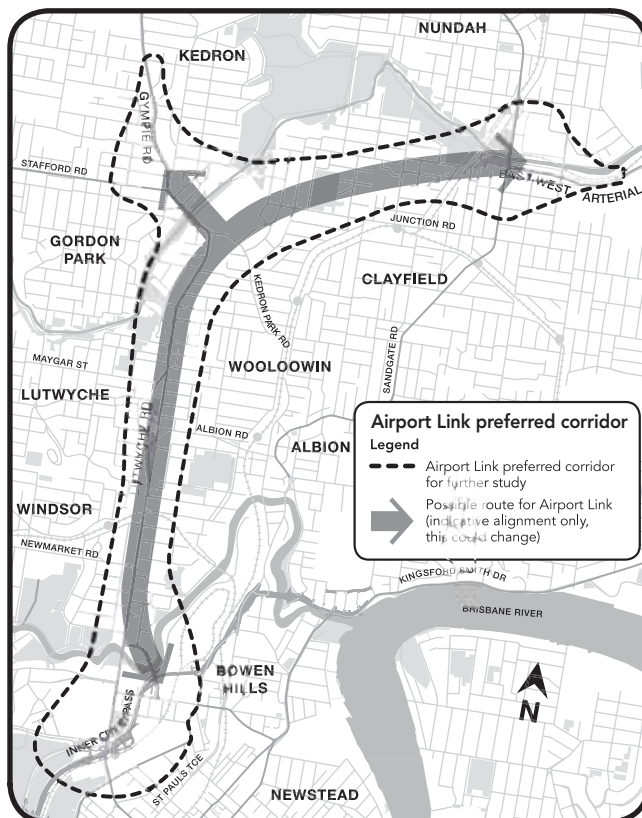 NUNDAH
KEDRON
GYMPIE RD
STAFFORD RD
EAST WEST ARTERIAL
JUNCTION RD
GORDON
PARK
CLAYFIELD
KEDRON PARK RD
SANDGATE RD
MAYGAR ST
WOOLOOWIN
LUTWYCHE
LUTWYCHE RD
ALBION RD
ALBION
Airport Link preferred corridor
Legend
Airport Link preferred corridor
for further study
Possible route for Airport Link
(indicative alignment only,
this could change)
WINDSOR
NEWMARKET RD
KINGSFORD SMITH DR
BRISBANE RIVER
BOWEN
HILLS
N
INNER CITY BYPASS
ST PAULS TCE
NEWSTEAD